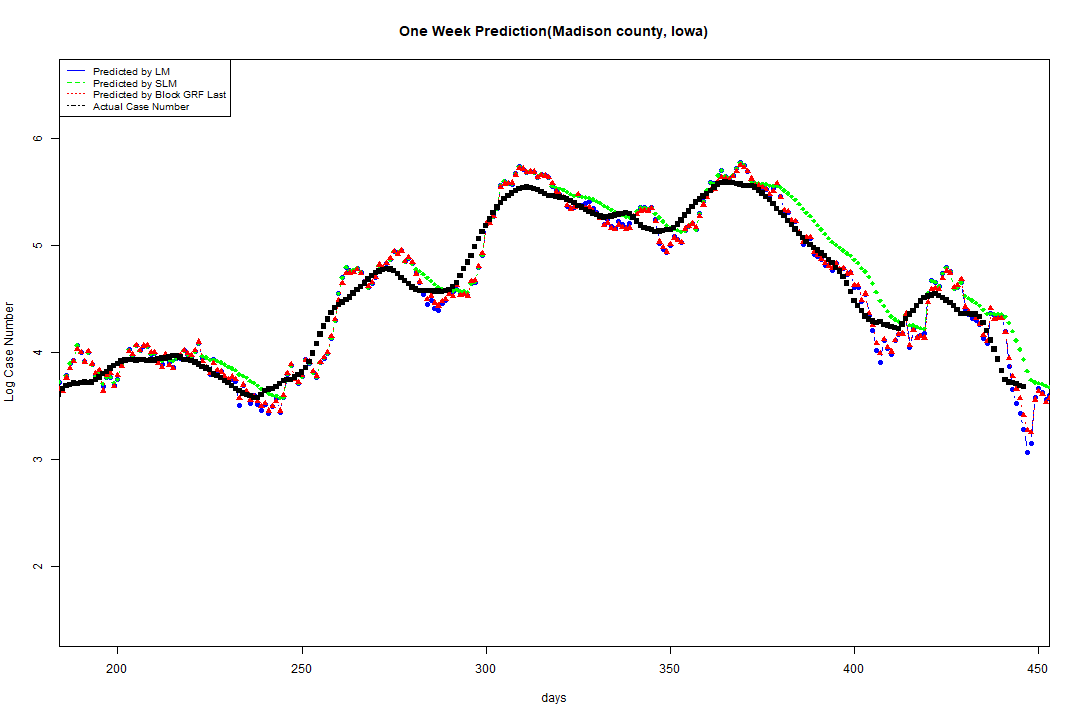 One Week Prediction(Madison county, Iowa)
Predicted by LM
Predicted by SLM
Predicted by Block GRF Last
Actual Case Number
Log Case Number
6
5
4
3
2
200 250 300 350 400 450
days